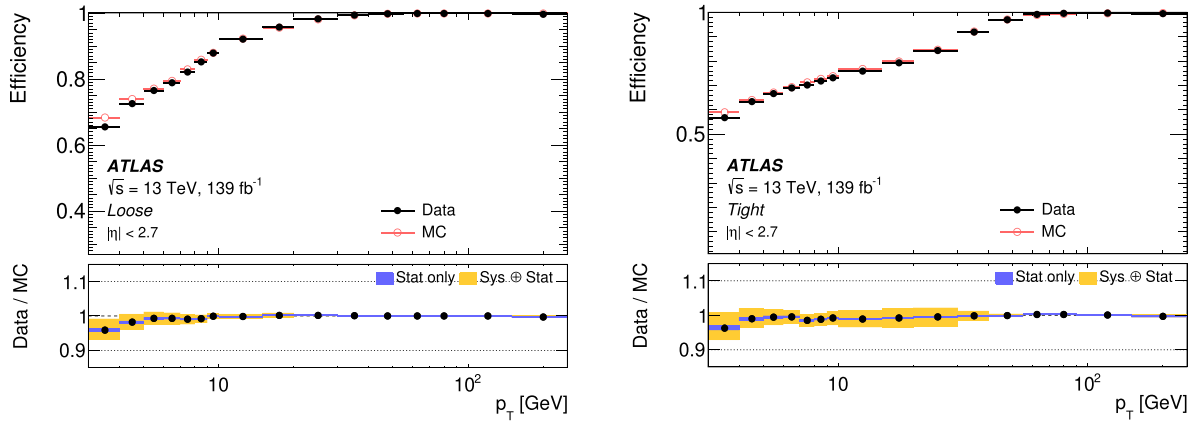 Efficiency
1
0.8
0.6
0.4
ATLAS
√s = 13 TeV, 139 fb⁻¹
Loose
|η| < 2.7
Data
MC
Data / MC
1.1
1
0.9
Stat only
Sys ⊕ Stat
10
10²
p_T [GeV]
Efficiency
1
0.5
ATLAS
√s = 13 TeV, 139 fb⁻¹
Tight
|η| < 2.7
Data
MC
Data / MC
1.1
1
0.9
Stat only
Sys ⊕ Stat
10
10²
p_T [GeV]